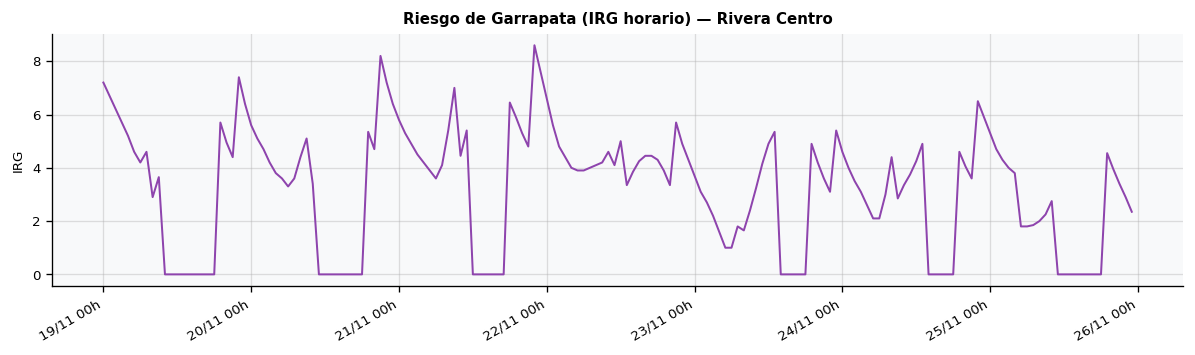 Riesgo de Garrapata (IRG horario) — Rivera Centro
IRG
8
6
4
2
0
19/11 00h
20/11 00h
21/11 00h
22/11 00h
23/11 00h
24/11 00h
25/11 00h
26/11 00h